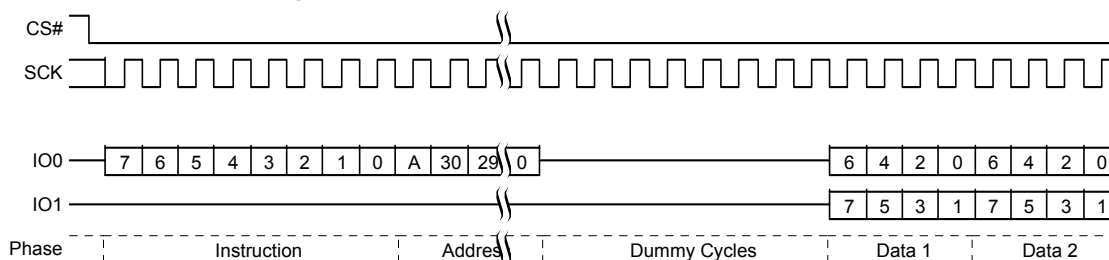 CS#
SCK
IO0 7 6 5 4 3 2 1 0 A 30 29 0 6 4 2 0 6 4 2 0
IO1 7 5 3 1 7 5 3 1
Phase Instruction Addres Dummy Cycles Data 1 Data 2